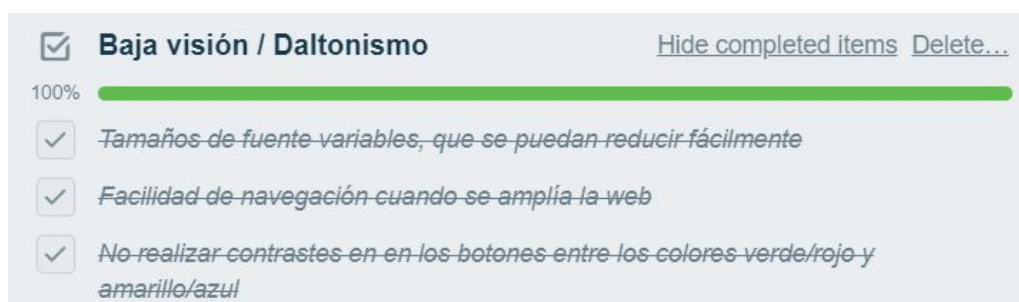 Baja visión / Daltonismo Hide completed items Delete…
100%
Tamaños de fuente variables, que se puedan reducir fácilmente
Facilidad de navegación cuando se amplía la web
No realizar contrastes en en los botones entre los colores verde/rojo y
amarillo/azul